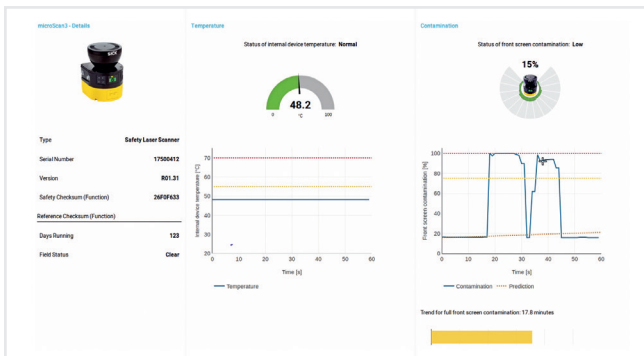 microScan3 - Details
SICK
Type Safety Laser Scanner
Serial Number 17500412
Version R01.31
Safety Checksum (Function) 26F0F633
Reference Checksum (Function)
Days Running 123
Field Status Clear
Temperature
Status of internal device temperature: Normal
48.2
0 °C 100
Internal device temperature [°C]
70
60
50
40
30
20
0 10 20 30 40 50 60
Time [s]
Temperature
Contamination
Status of front screen contamination: Low
15%
Front screen contamination [%]
100
80
60
40
20
0
0 10 20 30 40 50 60
Time [s]
Contamination Prediction
Trend for full front screen contamination: 17.8 minutes